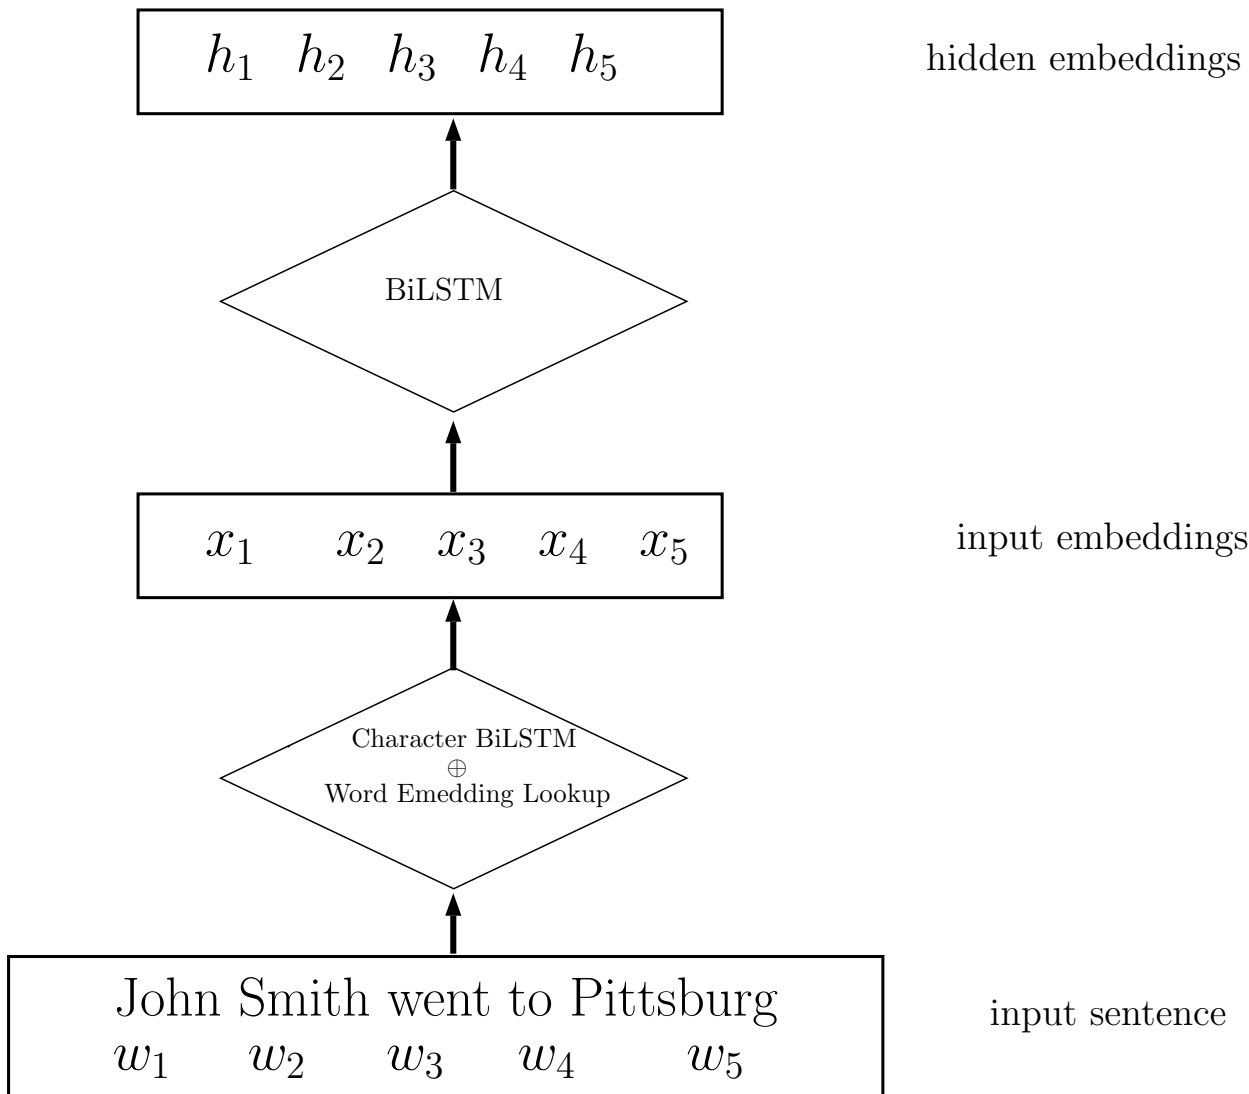 h₁ h₂ h₃ h₄ h₅ hidden embeddings
BiLSTM
x₁ x₂ x₃ x₄ x₅ input embeddings
Character BiLSTM
⊕
Word Emedding Lookup
John Smith went to Pittsburg
input sentence
w₁ w₂ w₃ w₄ w₅